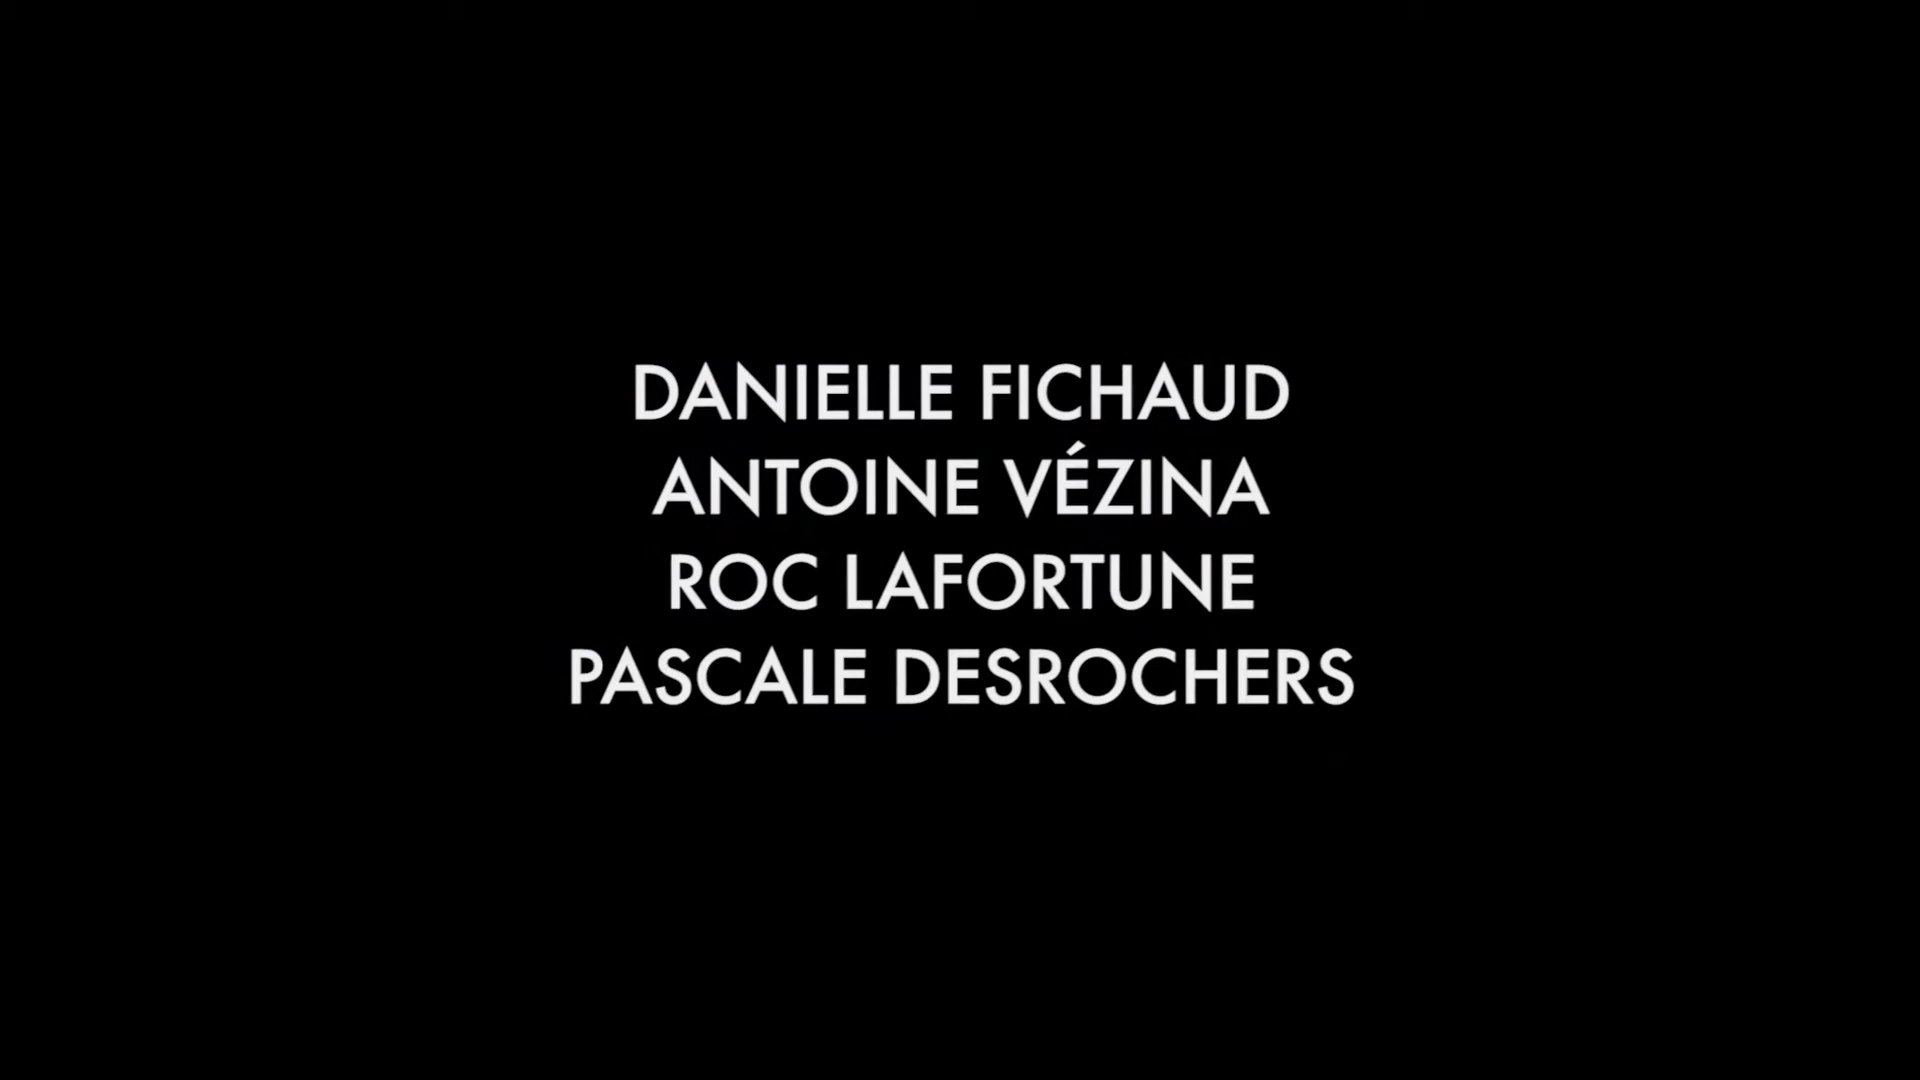 DANIELLE FICHAUD
ANTOINE VÉZINA
ROC LAFORTUNE
PASCALE DESROCHERS